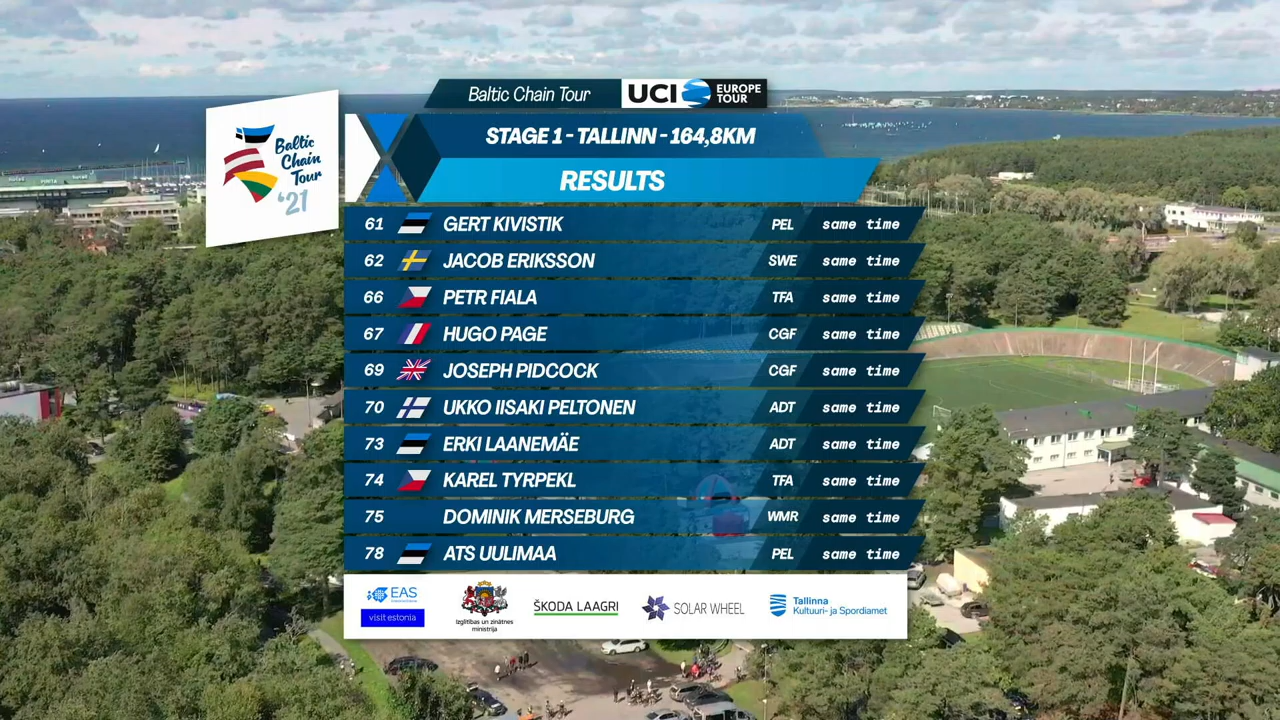 Baltic Chain Tour UCI EUROPE TOUR
Baltic
Chain
Tour
'21
STAGE 1 - TALLINN - 164,8KM
RESULTS
61 GERT KIVISTIK PEL same time
62 JACOB ERIKSSON SWE same time
66 PETR FIALA TFA same time
67 HUGO PAGE CGF same time
69 JOSEPH PIDCOCK CGF same time
70 UKKO IISAKI PELTONEN ADT same time
73 ERKI LAANEMÄE ADT same time
74 KAREL TYRPEKL TFA same time
75 DOMINIK MERSEBURG WMR same time
78 ATS UULIMAA PEL same time
EAS
visit estonia
Izglītības un zinātnes
ministrija
ŠKODA LAAGRI
SOLAR WHEEL
Tallinna
Kultuuri- ja Spordiamet